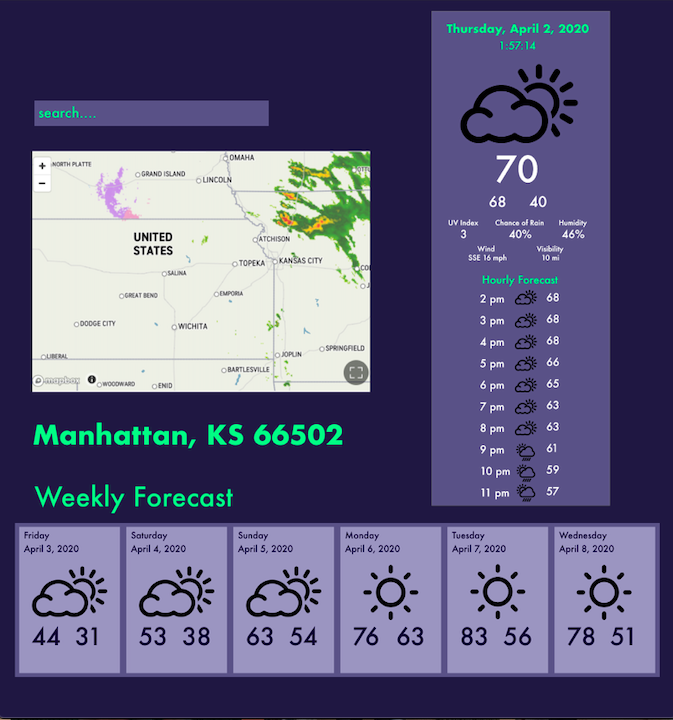 Thursday, April 2, 2020
1:57:14
search....
70
68 40
UV Index Chance of Rain Humidity
3 40% 46%
Wind Visibility
SSE 16 mph 10 mi
Hourly Forecast
2 pm 68
3 pm 68
4 pm 68
5 pm 66
6 pm 65
7 pm 63
8 pm 63
9 pm 61
10 pm 59
11 pm 57
+
−
NORTH PLATTE
OMAHA
GRAND ISLAND
LINCOLN
UNITED
STATES
ATCHISON
TOPEKA
KANSAS CITY
SALINA
GREAT BEND
EMPORIA
DODGE CITY
WICHITA
LIBERAL
JOPLIN
SPRINGFIELD
BARTLESVILLE
mapbox
WOODWARD
ENID
Manhattan, KS 66502
Weekly Forecast
Friday
April 3, 2020
44 31
Saturday
April 4, 2020
53 38
Sunday
April 5, 2020
63 54
Monday
April 6, 2020
76 63
Tuesday
April 7, 2020
83 56
Wednesday
April 8, 2020
78 51